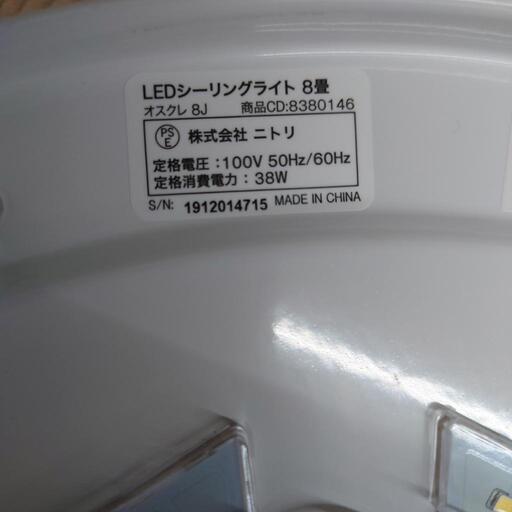 LEDシーリングライト 8畳
オスクレ 8J 商品CD:8380146
PSE 株式会社 ニトリ
定格電圧:100V 50Hz/60Hz
定格消費電力:38W
S/N: 1912014715 MADE IN CHINA